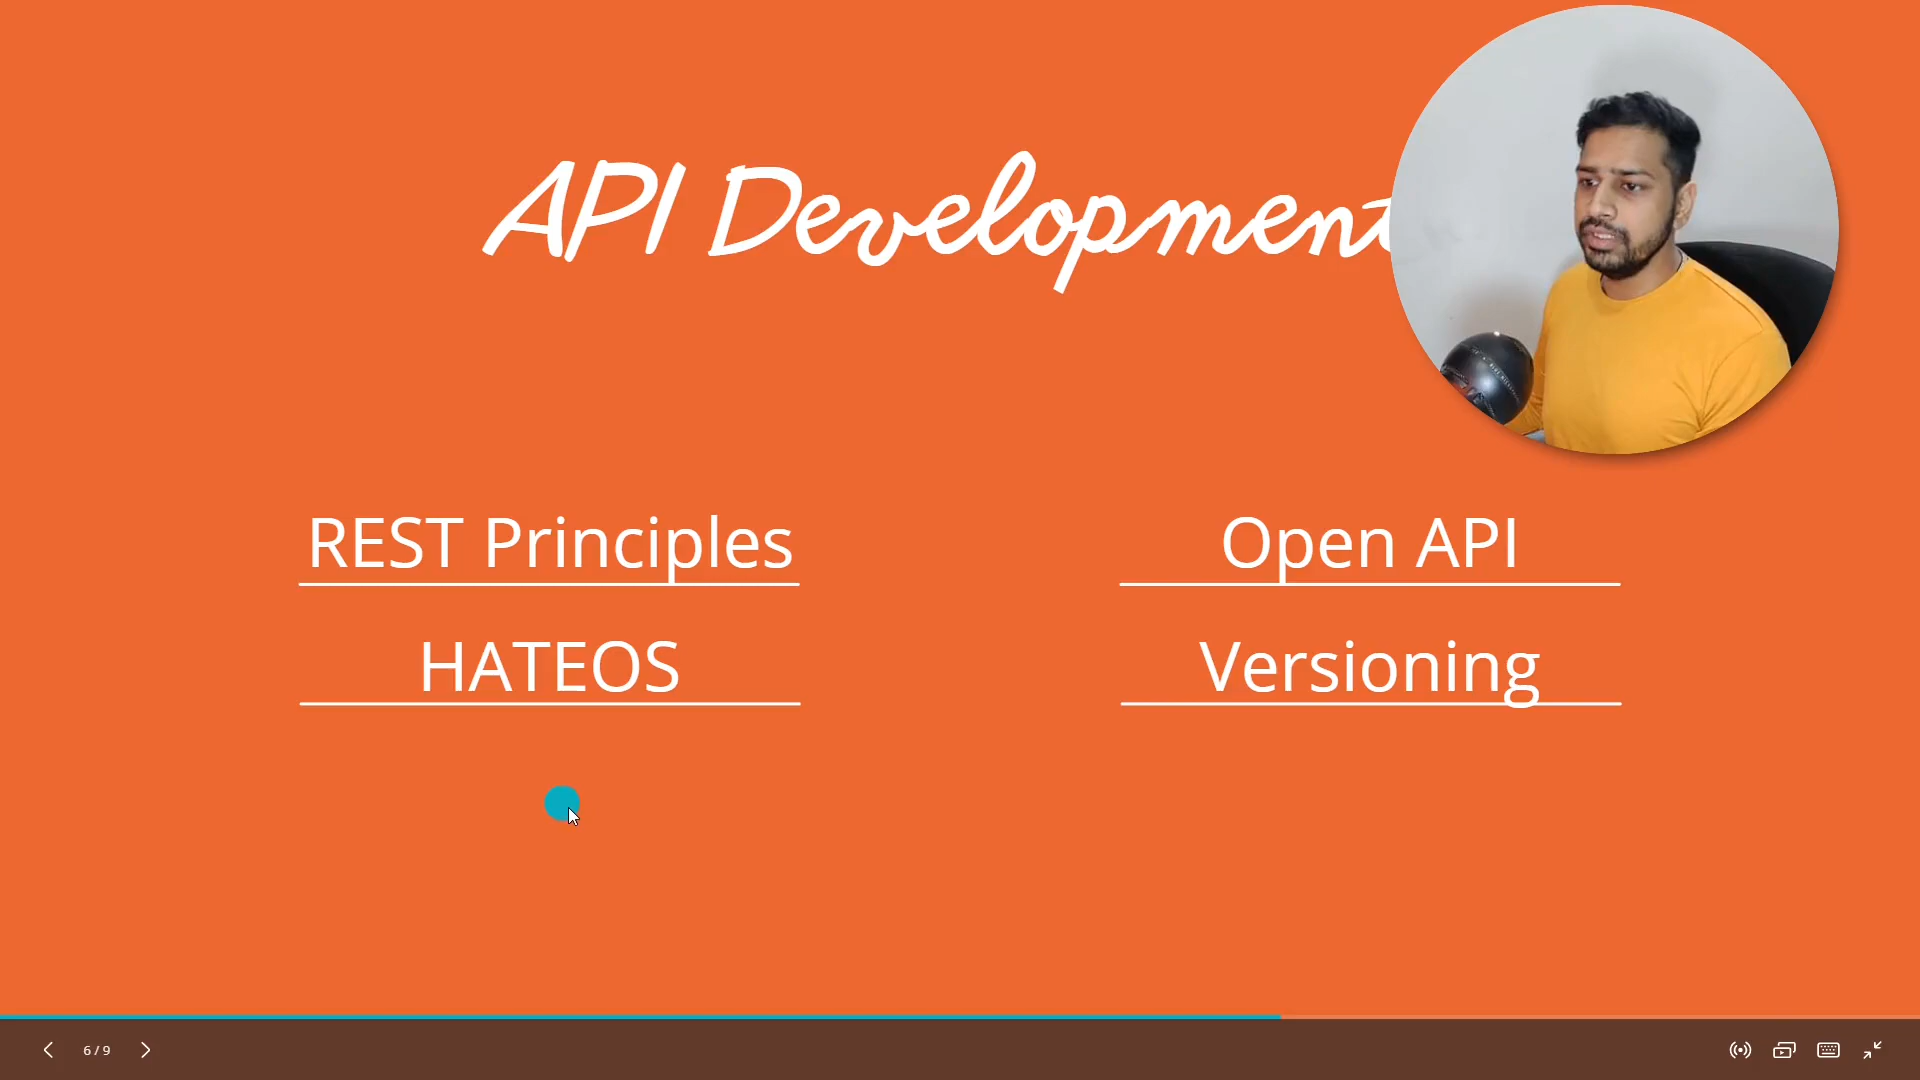 API Development
REST Principles
Open API
HATEOS
Versioning
6 / 9